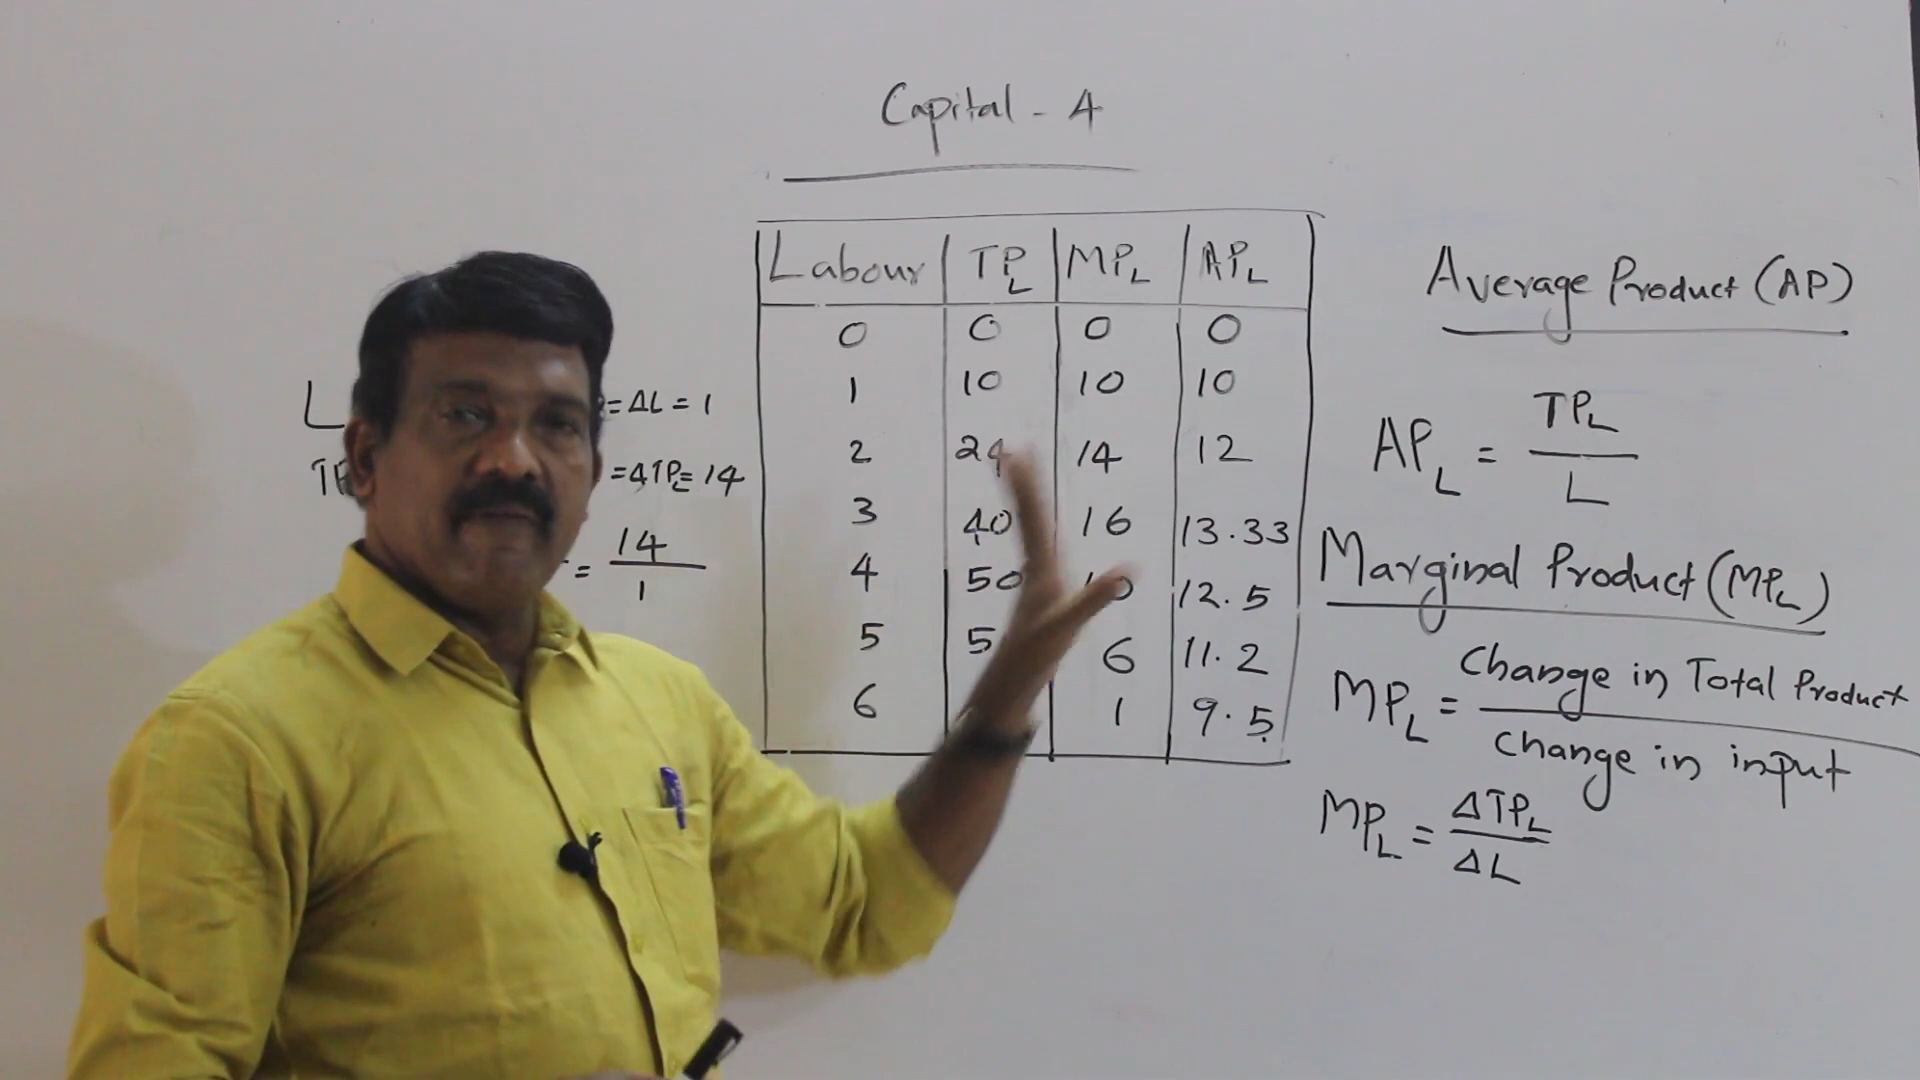 Capital - 4
Labour TPL MPL APL
0 0 0 0
1 10 10 10
2 24 14 12
3 40 16 13.33
4 50 12.5
5 6 11.2
6 1 9.5
= ΔL = 1
= ΔTPL = 14
= 14
1
Average Product (AP)
APL = TPL
L
Marginal Product (MPL)
MPL = Change in Total Product
Change in input
MPL = ΔTPL
ΔL